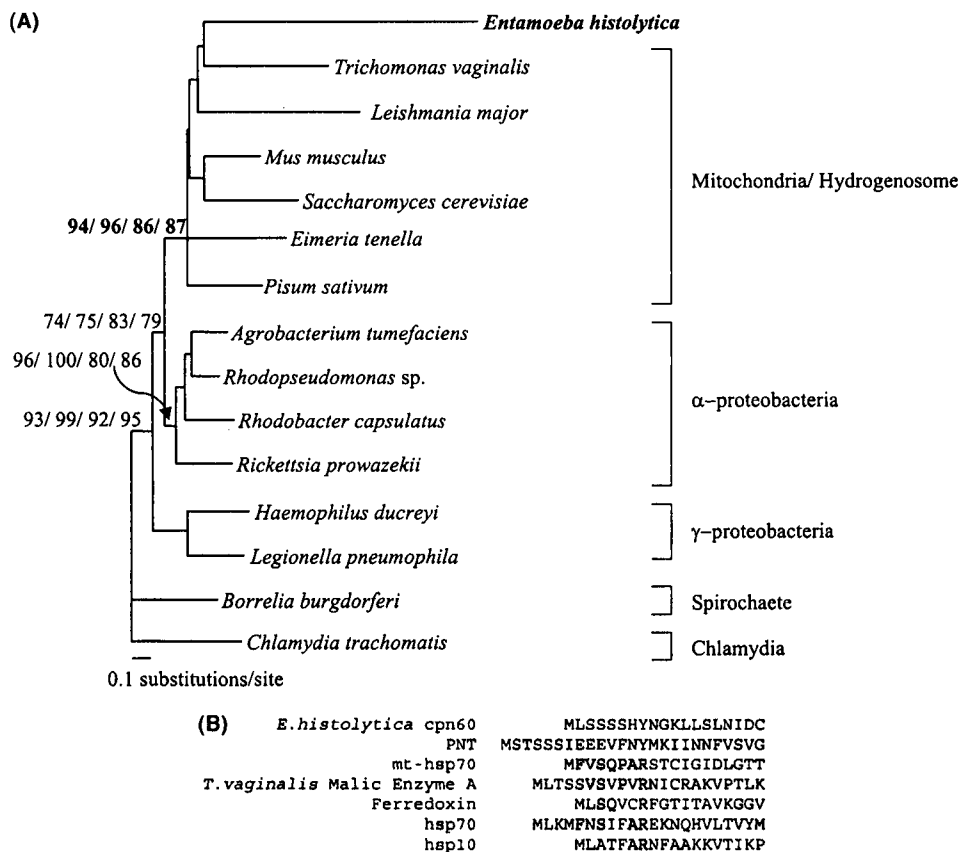 (A)
Entamoeba histolytica
Trichomonas vaginalis
Leishmania major
Mus musculus
Mitochondria/ Hydrogenosome
Saccharomyces cerevisiae
94/ 96/ 86/ 87
Eimeria tenella
Pisum sativum
74/ 75/ 83/ 79
Agrobacterium tumefaciens
96/ 100/ 80/ 86
Rhodopseudomonas sp.
α-proteobacteria
93/ 99/ 92/ 95
Rhodobacter capsulatus
Rickettsia prowazekii
Haemophilus ducreyi
γ-proteobacteria
Legionella pneumophila
Borrelia burgdorferi
Spirochaete
Chlamydia trachomatis
Chlamydia
0.1 substitutions/site
(B)
E.histolytica cpn60 MLSSSSHYNGKLLSLNIDC
PNT MSTSSSIEEEVFNYMKIINNFVSVG
mt-hsp70 MFVSQPARSTCIGIDLGTT
T.vaginalis Malic Enzyme A MLTSSVSVPVRNICRAKVPTLK
Ferredoxin MLSQVCRFGTITAVKGGV
hsp70 MLKMFNSIFAREKNQHVLTVYM
hsp10 MLATFARNFAAKKVTIKP